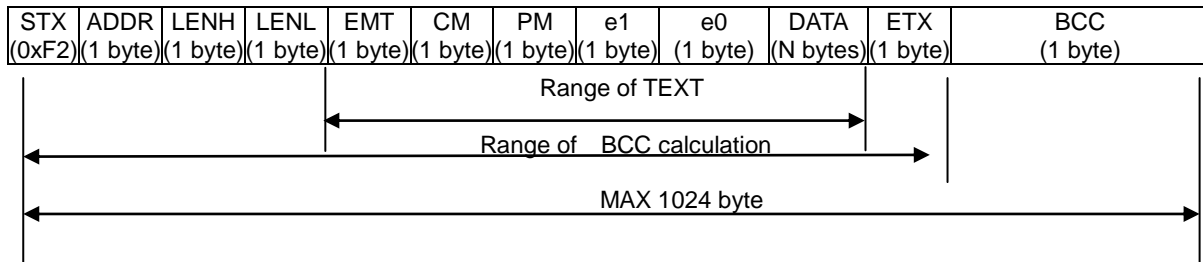 STX ADDR LENH LENL EMT CM PM e1 e0 DATA ETX BCC
(0xF2) (1 byte) (1 byte) (1 byte) (1 byte) (1 byte) (1 byte) (1 byte) (1 byte) (N bytes) (1 byte) (1 byte)
Range of TEXT
Range of BCC calculation
MAX 1024 byte